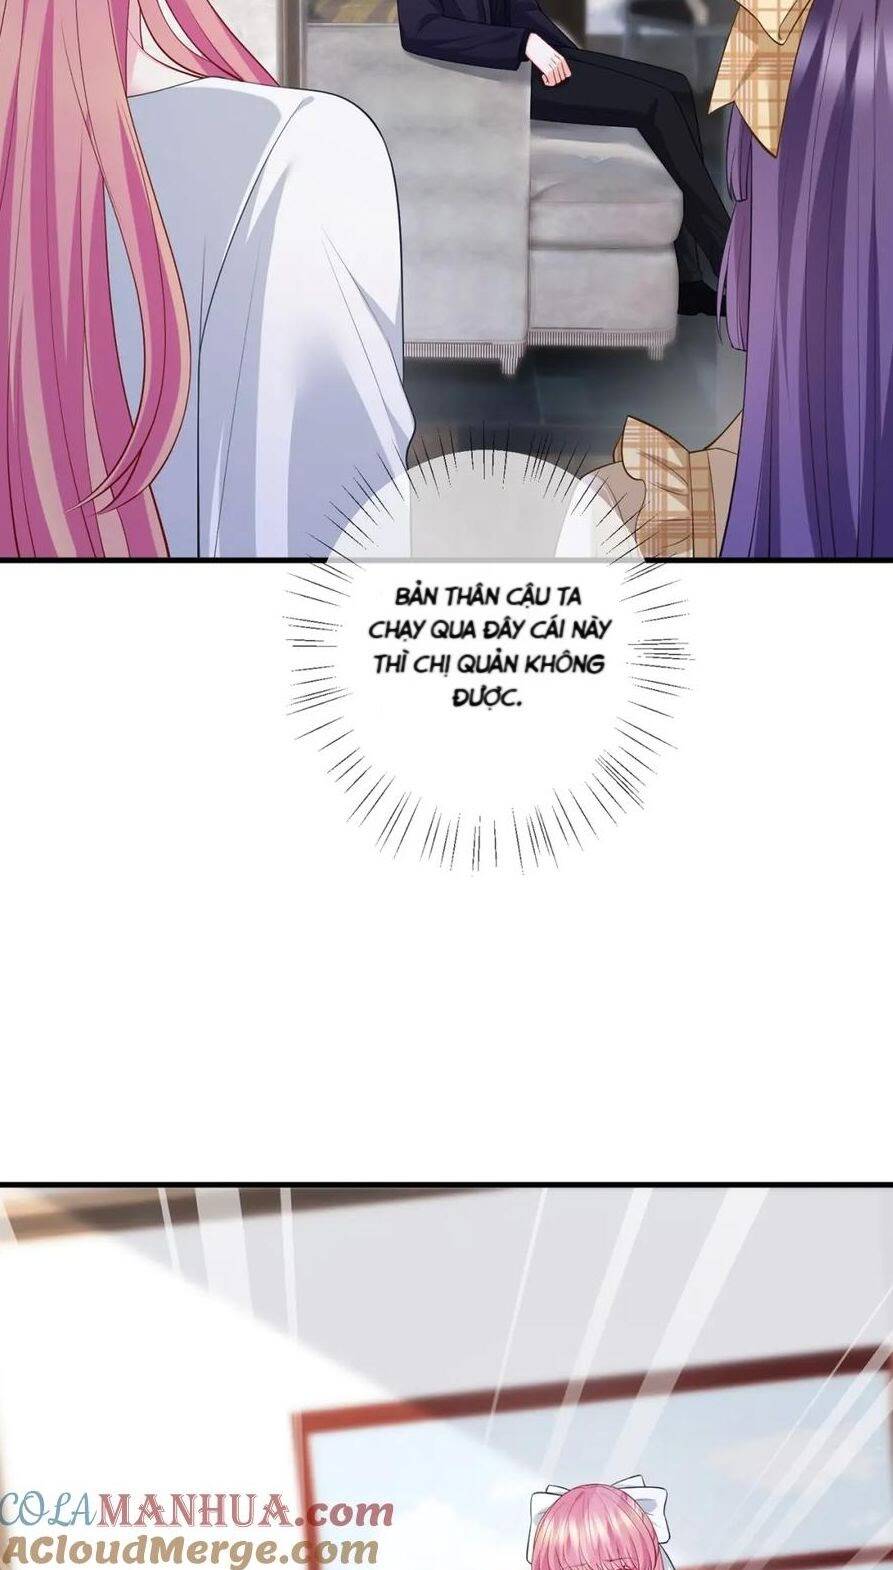 BẢN THÂN CẬU TA
CHẠY QUA ĐÂY CÁI NÀY
THÌ CHỊ QUẢN KHÔNG
ĐƯỢC.
COLAMANHUA.com
ACloudMerge.com